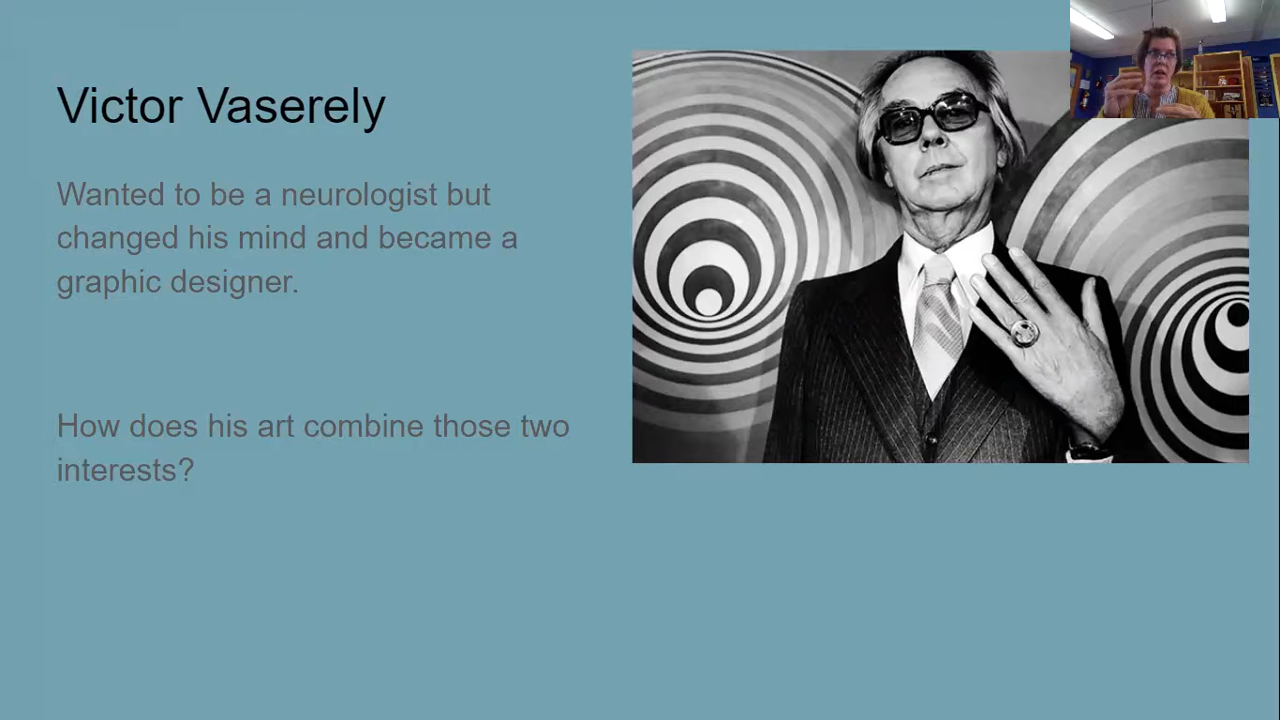 Victor Vaserely
Wanted to be a neurologist but
changed his mind and became a
graphic designer.
How does his art combine those two
interests?